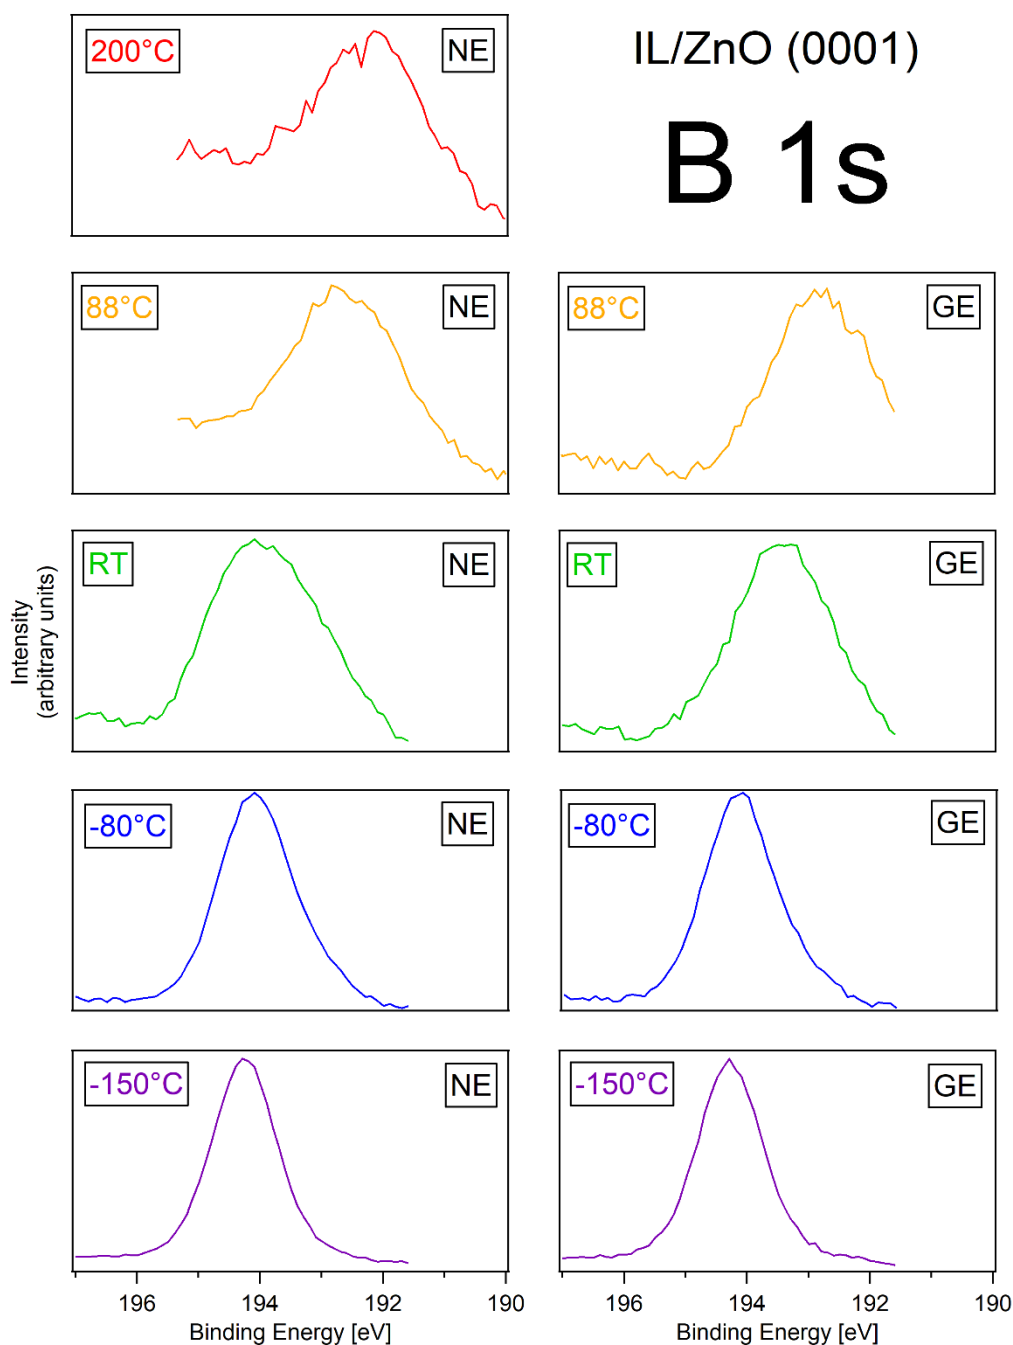 200°C
NE
IL/ZnO (0001)
B 1s
88°C
NE
88°C
GE
RT
NE
RT
GE
Intensity
(arbitrary units)
-80°C
NE
-80°C
GE
-150°C
NE
-150°C
GE
196
194
192
190
196
194
192
190
Binding Energy [eV]
Binding Energy [eV]